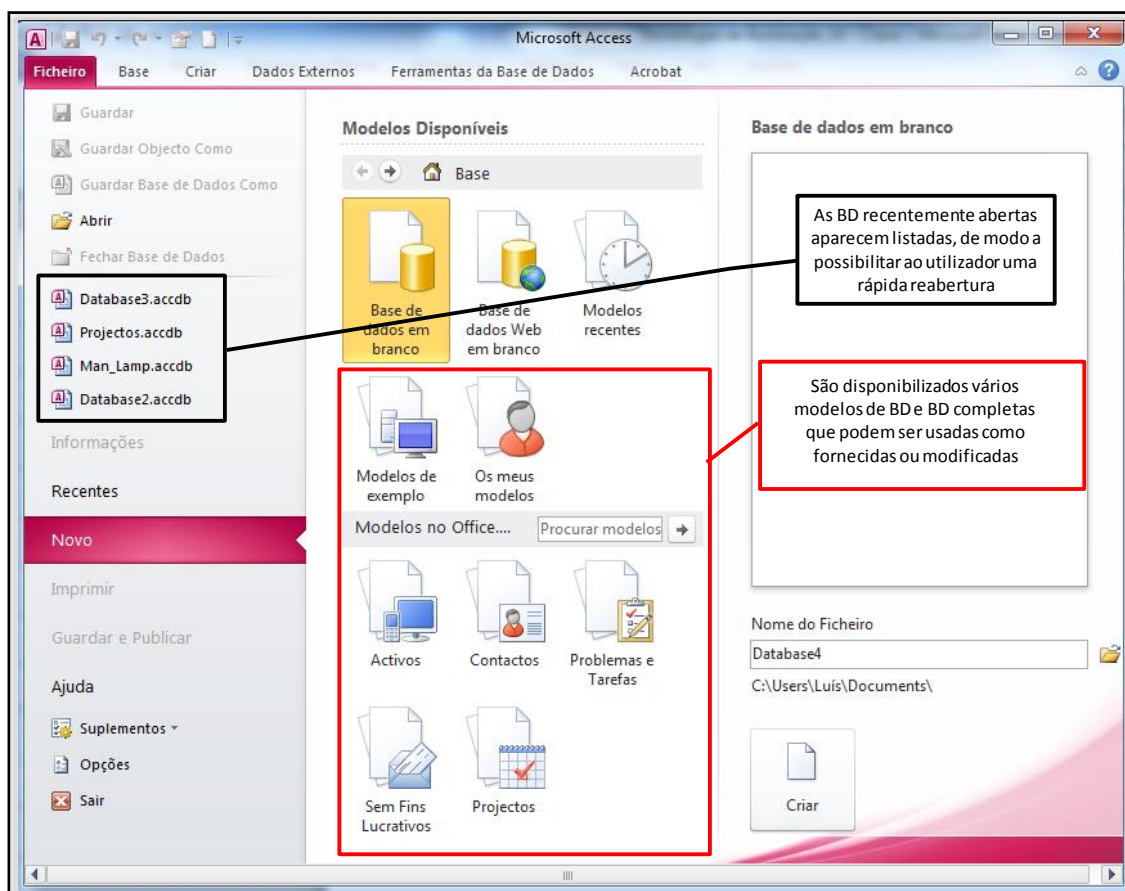 Microsoft Access
Ficheiro Base Criar Dados Externos Ferramentas da Base de Dados Acrobat
Guardar
Guardar Objecto Como
Guardar Base de Dados Como
Abrir
Fechar Base de Dados
Database3.accdb
Projectos.accdb
Man_Lamp.accdb
Database2.accdb
Informações
Recentes
Novo
Imprimir
Guardar e Publicar
Ajuda
Suplementos
Opções
Sair
Modelos Disponíveis
Base
Base de
dados em
branco
Base de
dados Web
em branco
Modelos
recentes
Modelos de
exemplo
Os meus
modelos
Modelos no Office....
Procurar modelos
Activos
Contactos
Problemas e
Tarefas
Sem Fins
Lucrativos
Projectos
Base de dados em branco
As BD recentemente abertas
aparecem listadas, de modo a
possibilitar ao utilizador uma
rápida reabertura
São disponibilizados vários
modelos de BD e BD completas
que podem ser usadas como
fornecidas ou modificadas
Nome do Ficheiro
Database4
C:\Users\Luís\Documents\
Criar